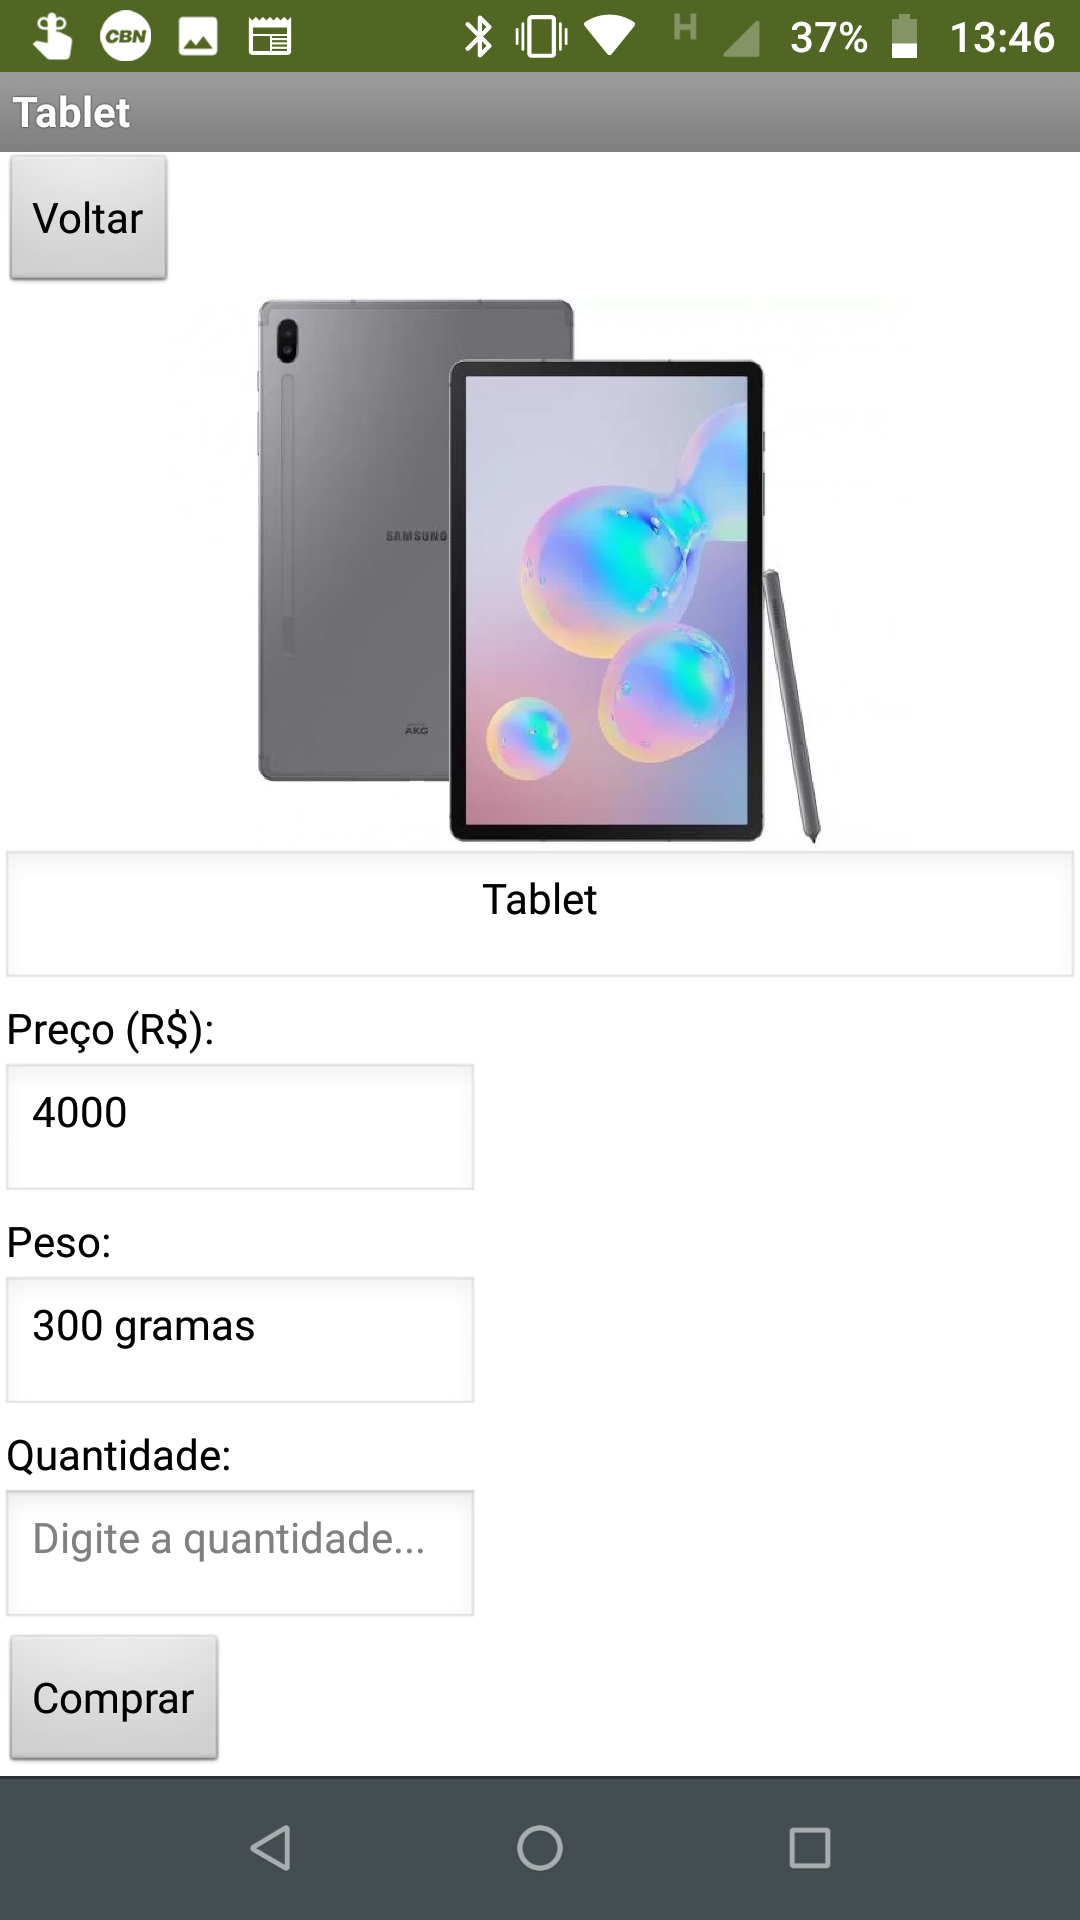 CBN H 37% 13:46
Tablet
Voltar
SAMSUNG
AKG
Tablet
Preço (R$):
4000
Peso:
300 gramas
Quantidade:
Digite a quantidade...
Comprar